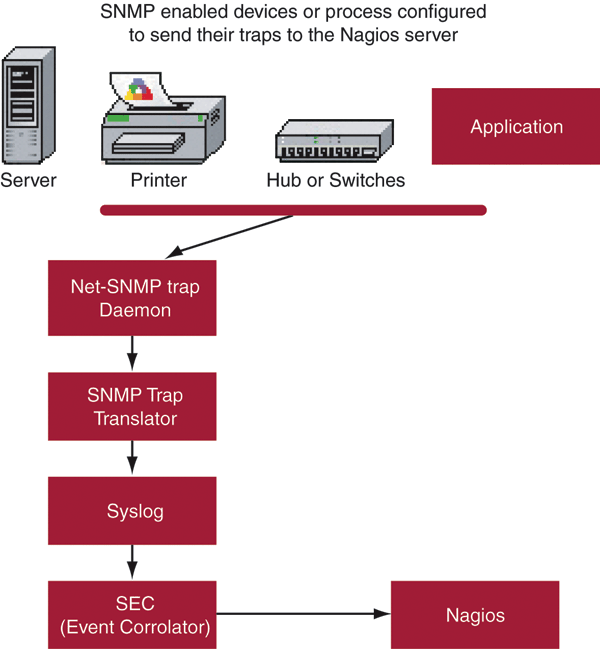 SNMP enabled devices or process configured
to send their traps to the Nagios server
Application
Server
Printer
Hub or Switches
Net-SNMP trap
Daemon
SNMP Trap
Translator
Syslog
SEC
(Event Corrolator)
Nagios